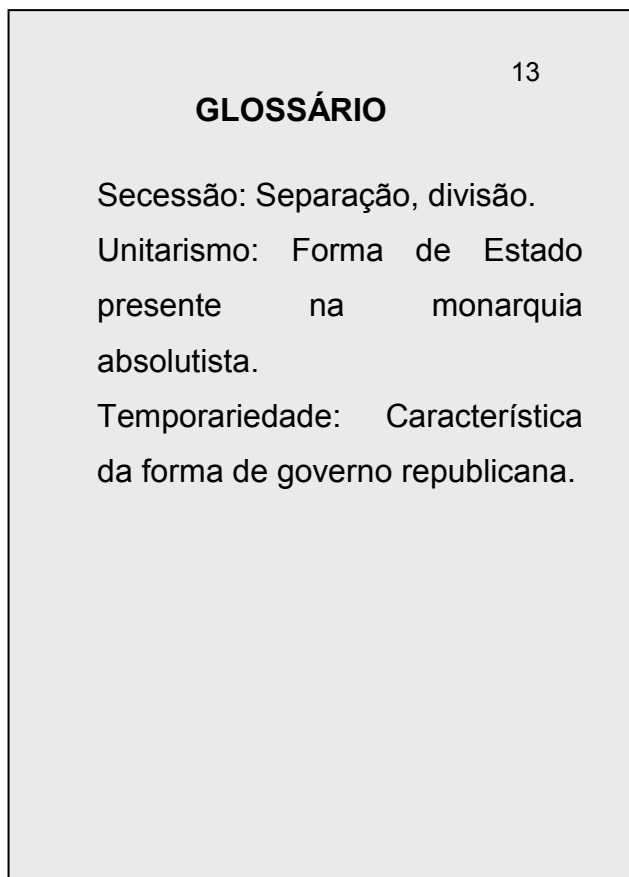 13
GLOSSÁRIO
Secessão: Separação, divisão.
Unitarismo: Forma de Estado
presente na monarquia
absolutista.
Temporariedade: Característica
da forma de governo republicana.